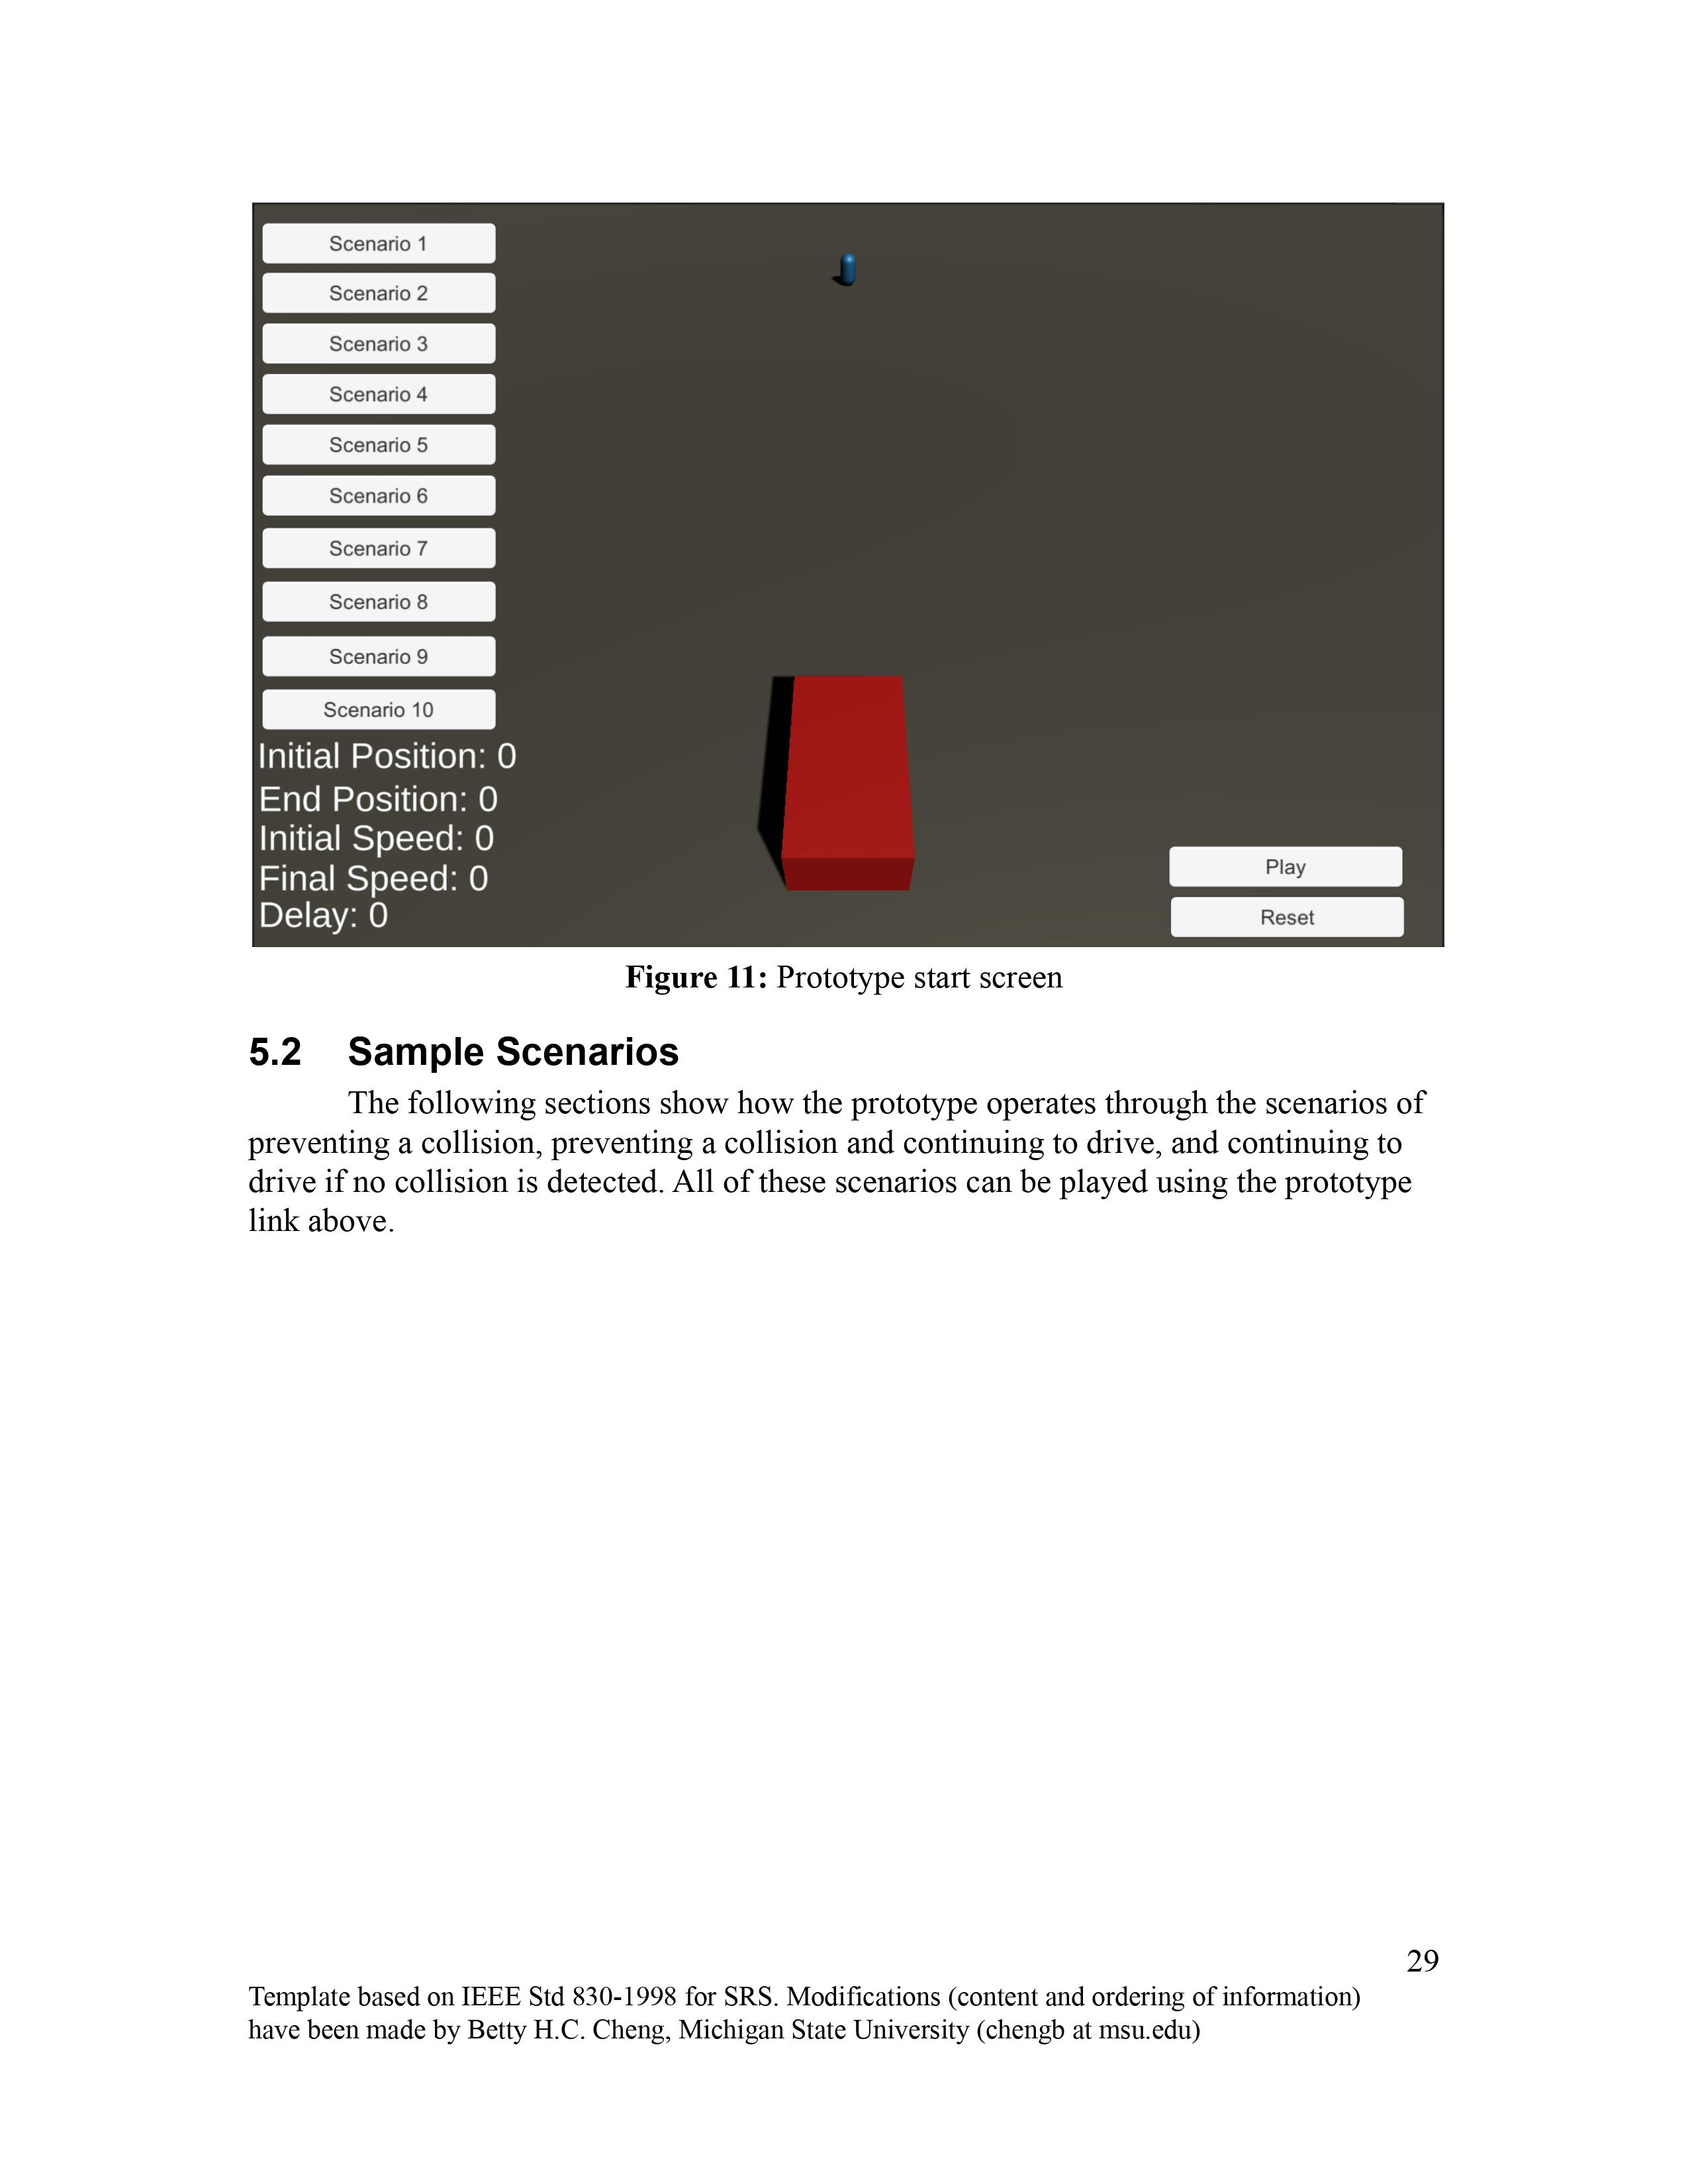 Scenario 1
Scenario 2
Scenario 3
Scenario 4
Scenario 5
Scenario 6
Scenario 7
Scenario 8
Scenario 9
Scenario 10
Initial Position: 0
End Position: 0
Initial Speed: 0
Final Speed: 0
Delay: 0
Play
Reset
Figure 11: Prototype start screen
5.2 Sample Scenarios
The following sections show how the prototype operates through the scenarios of
preventing a collision, preventing a collision and continuing to drive, and continuing to
drive if no collision is detected. All of these scenarios can be played using the prototype
link above.
29
Template based on IEEE Std 830-1998 for SRS. Modifications (content and ordering of information)
have been made by Betty H.C. Cheng, Michigan State University (chengb at msu.edu)